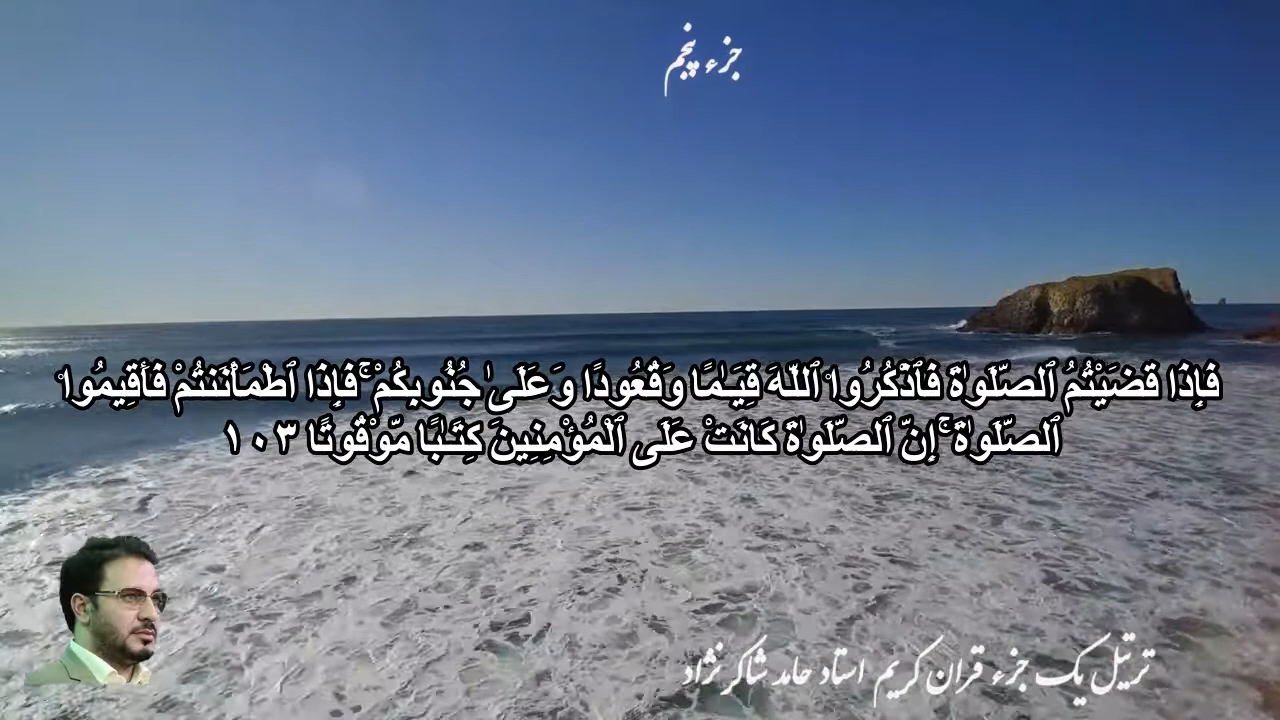 جزء پنجم
فَإِذَا قَضَيْتُمُ ٱلصَّلَوٰةَ فَٱذْكُرُوا۟ ٱللَّهَ قِيَٰمًا وَقُعُودًا وَعَلَىٰ جُنُوبِكُمْ ۚ فَإِذَا ٱطْمَأْنَنتُمْ فَأَقِيمُوا۟
ٱلصَّلَوٰةَ ۚ إِنَّ ٱلصَّلَوٰةَ كَانَتْ عَلَى ٱلْمُؤْمِنِينَ كِتَٰبًا مَّوْقُوتًا ١٠٣
ترتیل یک جزء قران کریم استاد حامد شاکرنژاد